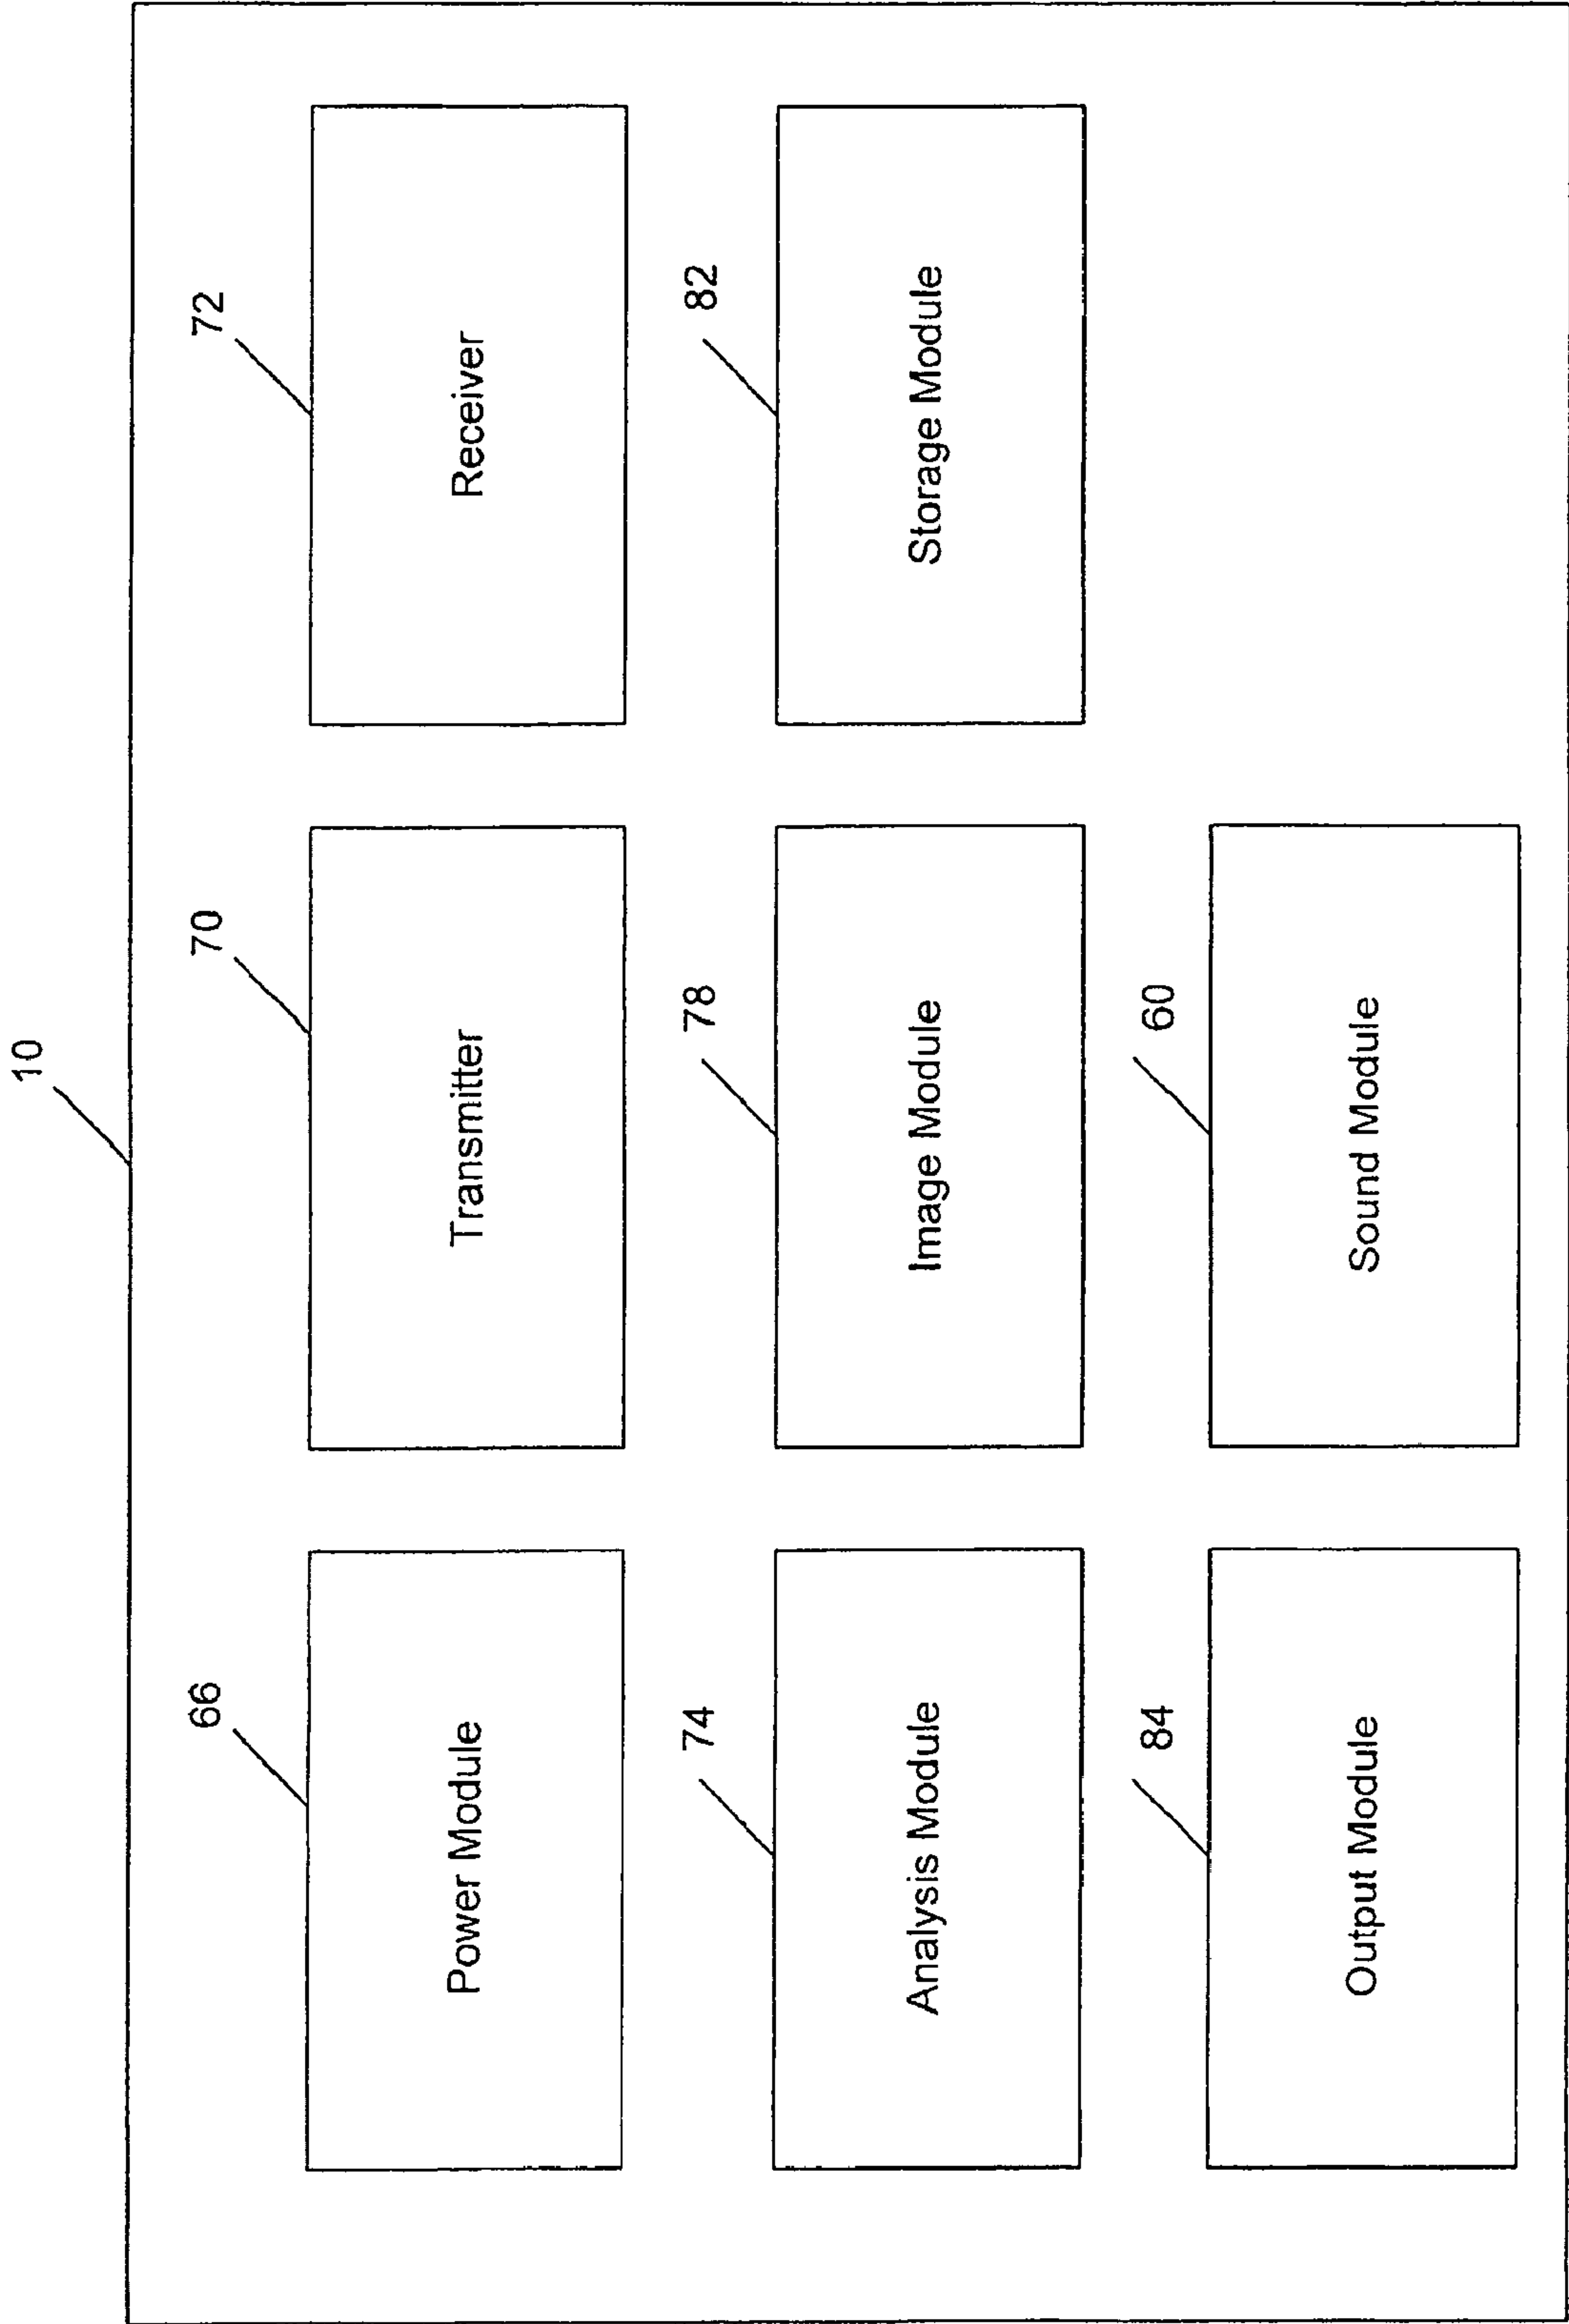 10
66
70
72
Power Module
Transmitter
Receiver
74
78
82
Analysis Module
Image Module
Storage Module
84
60
Output Module
Sound Module